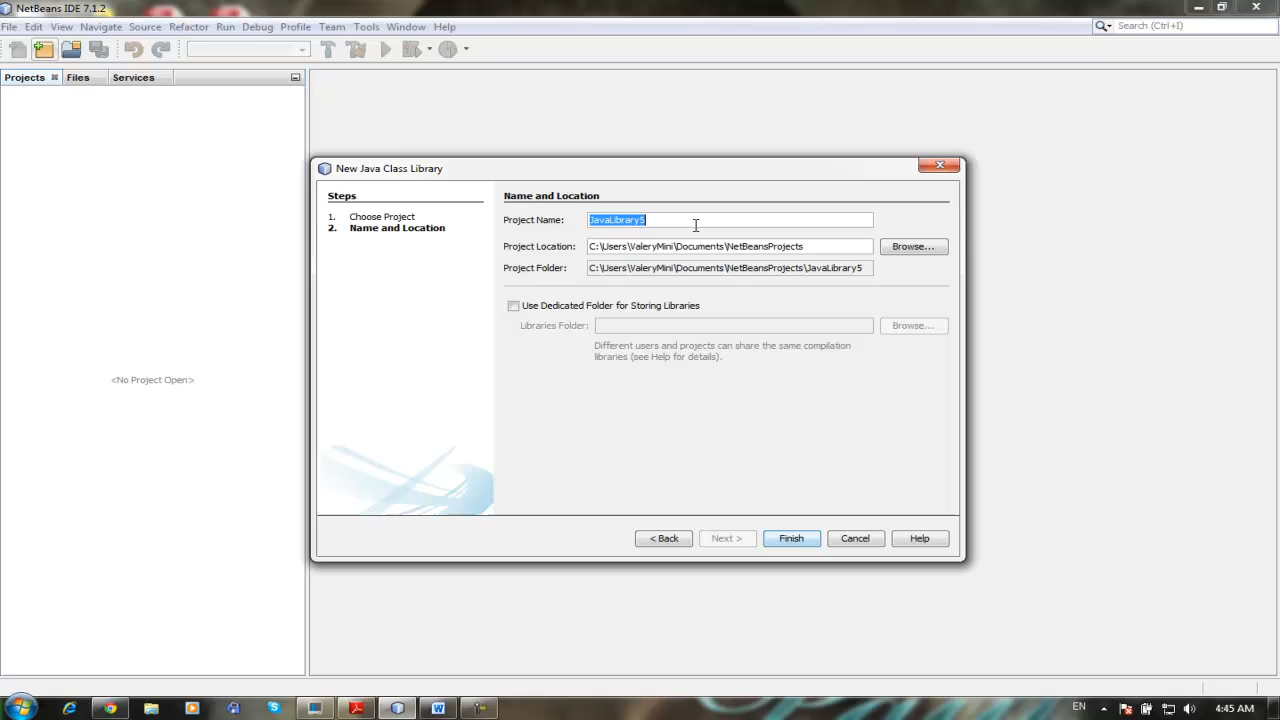 NetBeans IDE 7.1.2
File Edit View Navigate Source Refactor Run Debug Profile Team Tools Window Help
Search (Ctrl+I)
Projects Files Services
New Java Class Library
Steps
1. Choose Project
2. Name and Location
Name and Location
Project Name: JavaLibrary5
Project Location: C:\Users\ValeryMini\Documents\NetBeansProjects Browse...
Project Folder: C:\Users\ValeryMini\Documents\NetBeansProjects\JavaLibrary5
Use Dedicated Folder for Storing Libraries
Libraries Folder: Browse...
Different users and projects can share the same compilation
libraries (see Help for details).
<No Project Open>
< Back Next > Finish Cancel Help
EN 4:45 AM